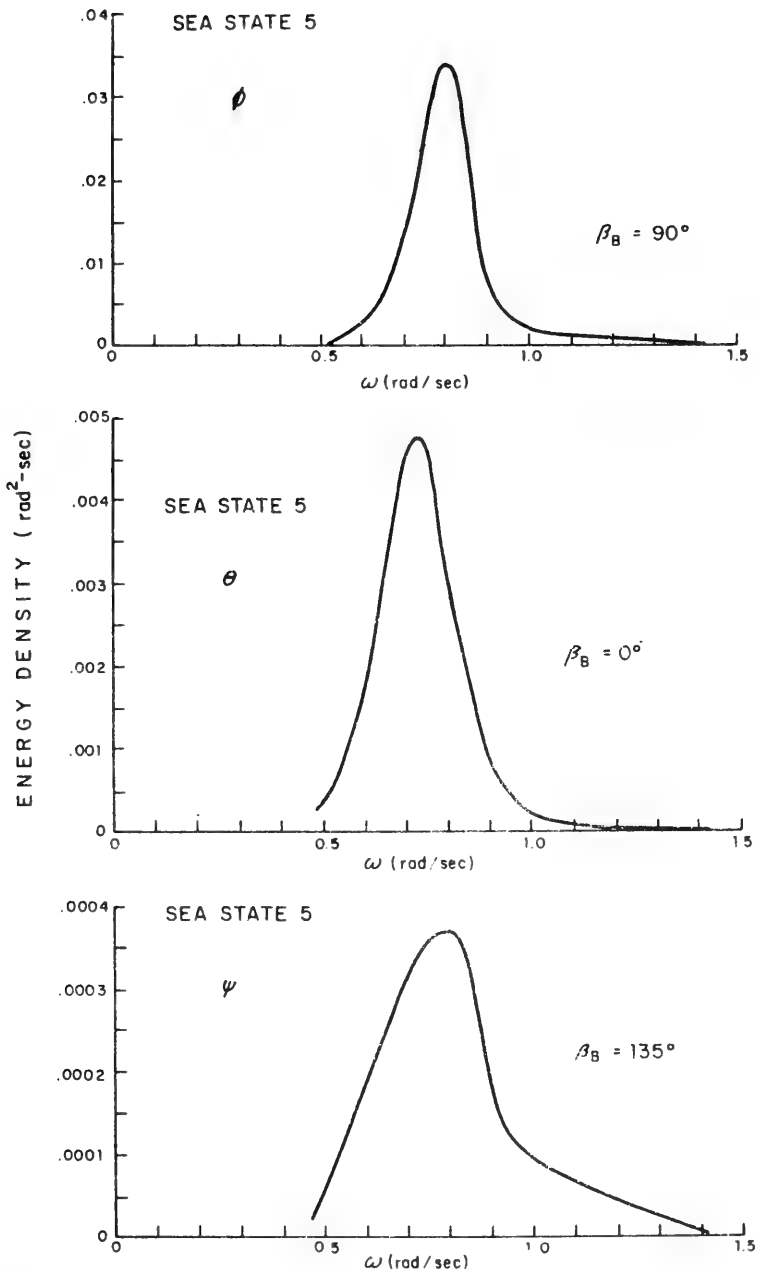 ENERGY DENSITY (rad²-sec)
SEA STATE 5
ϕ
β_B = 90°
.04
.03
.02
.01
0
0 0.5 1.0 1.5
ω (rad/sec)
SEA STATE 5
θ
β_B = 0°
.005
.004
.003
.002
.001
0
0 0.5 1.0 1.5
ω (rad/sec)
SEA STATE 5
ψ
β_B = 135°
.0004
.0003
.0002
.0001
0
0 0.5 1.0 1.5
ω (rad/sec)